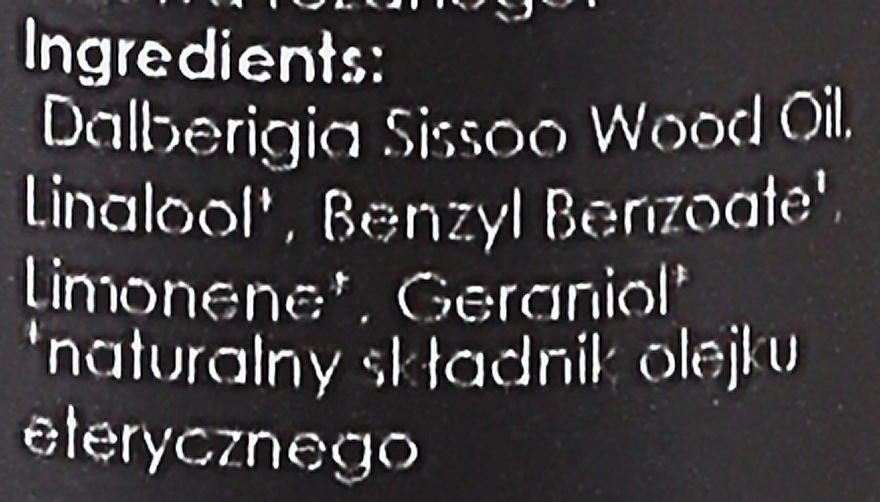 Ingredients:
Dalberigia Sissoo Wood Oil,
Linalool*, Benzyl Benzoate*,
Limonene*, Geraniol*
*naturalny składnik olejku
eterycznego